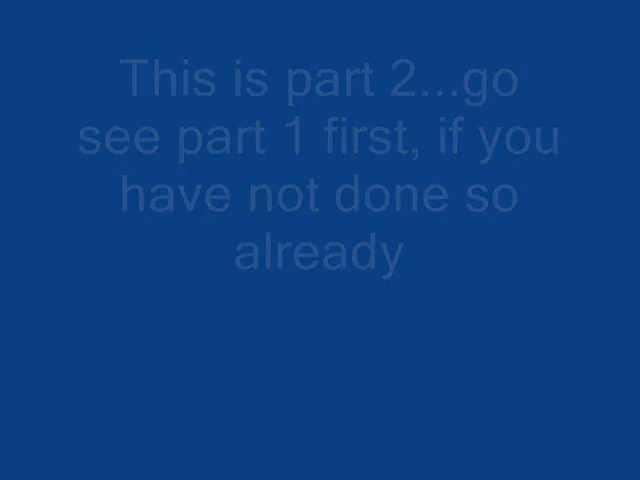 This is part 2...go
see part 1 first, if you
have not done so
already